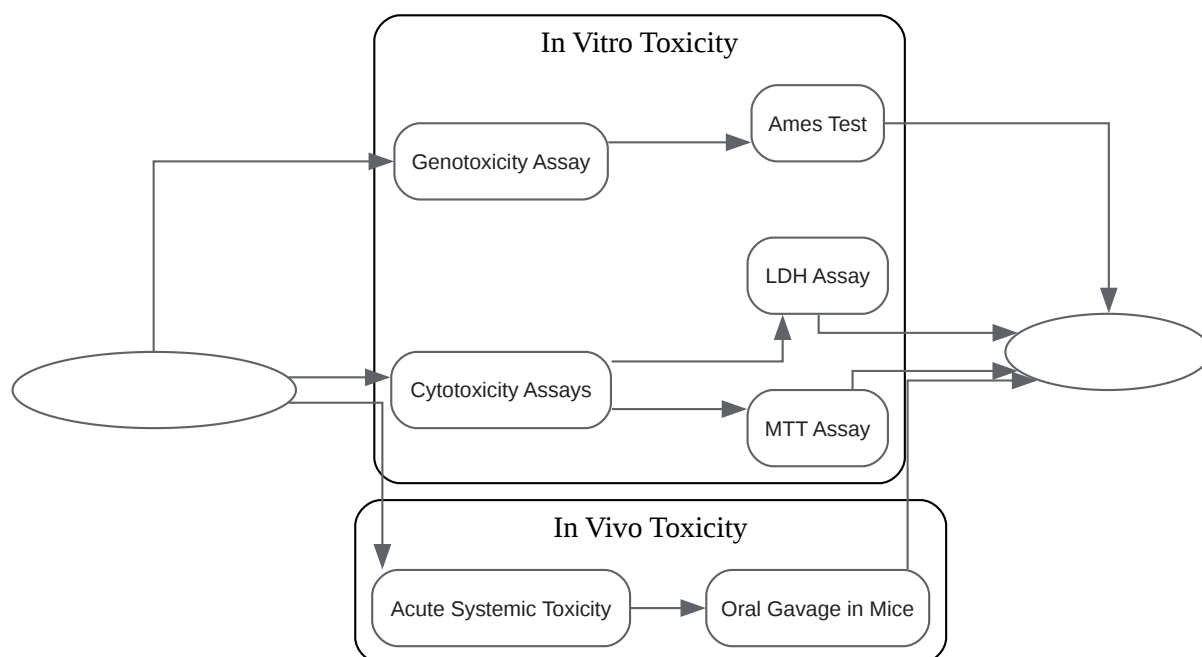 In Vitro Toxicity
Genotoxicity Assay
Ames Test
LDH Assay
Cytotoxicity Assays
MTT Assay
In Vivo Toxicity
Acute Systemic Toxicity
Oral Gavage in Mice